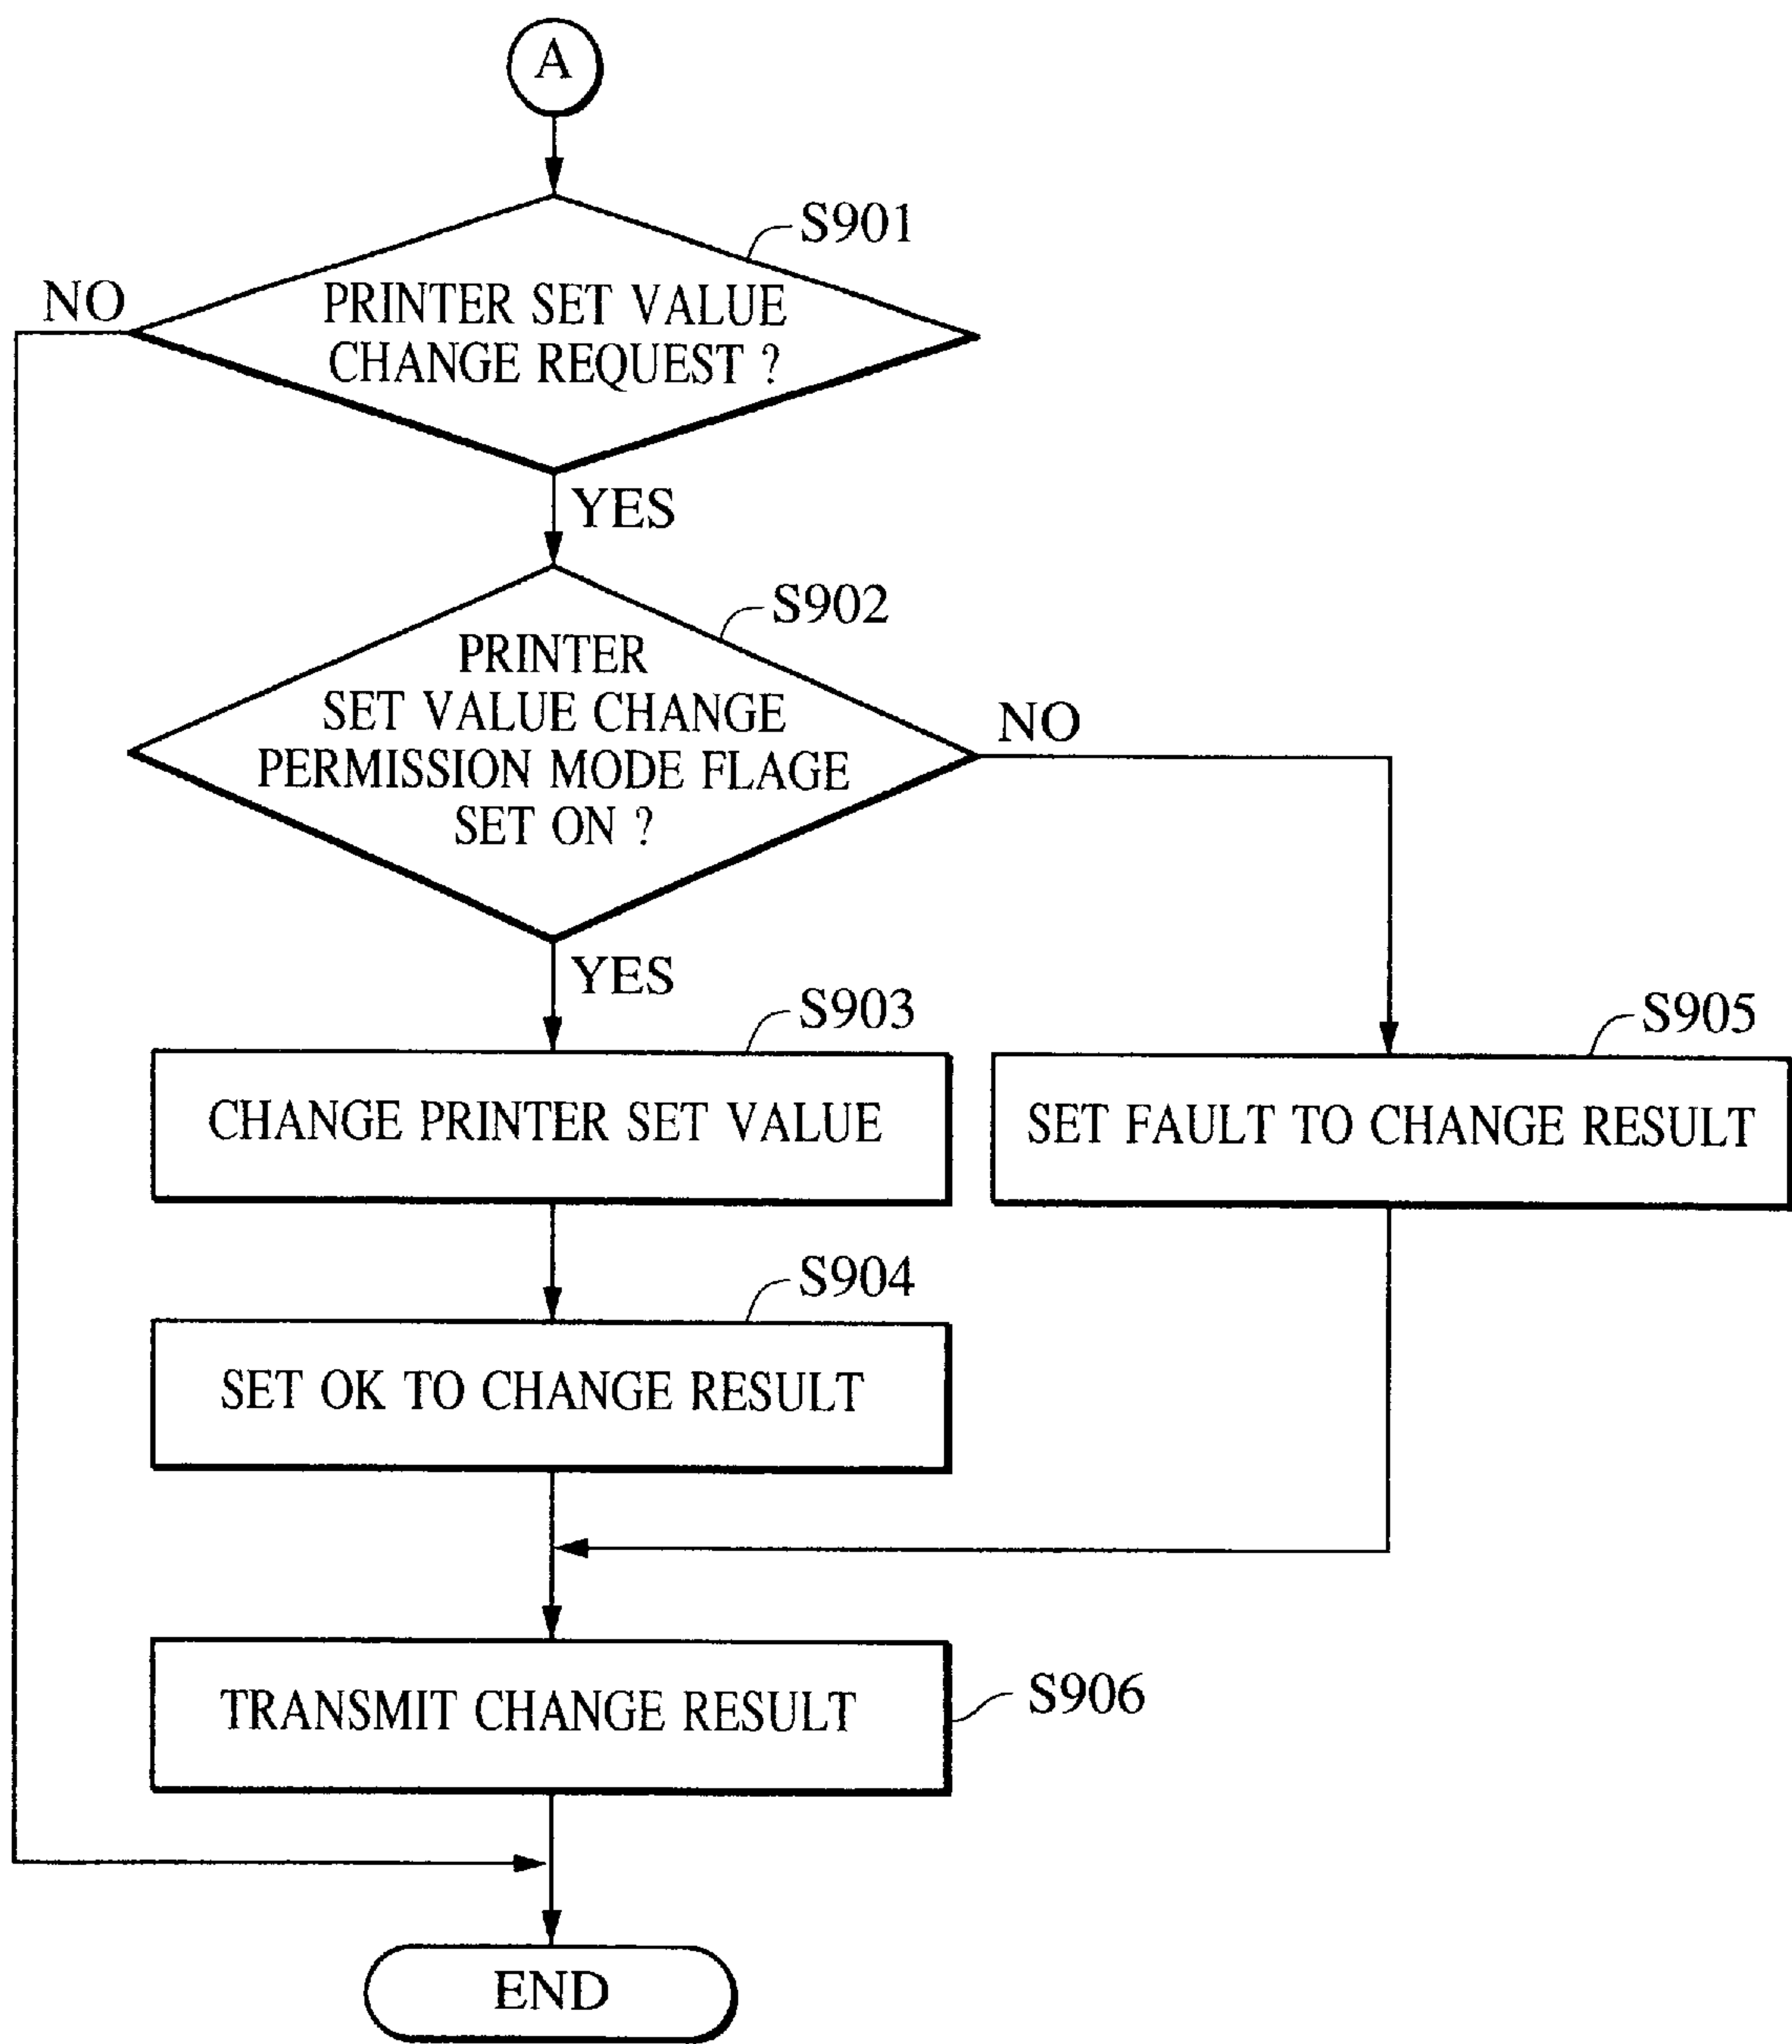 A
S901
NO
PRINTER SET VALUE
CHANGE REQUEST ?
YES
S902
PRINTER
SET VALUE CHANGE
PERMISSION MODE FLAGE
SET ON ?
NO
YES
S903
CHANGE PRINTER SET VALUE
S905
SET FAULT TO CHANGE RESULT
S904
SET OK TO CHANGE RESULT
TRANSMIT CHANGE RESULT
S906
END